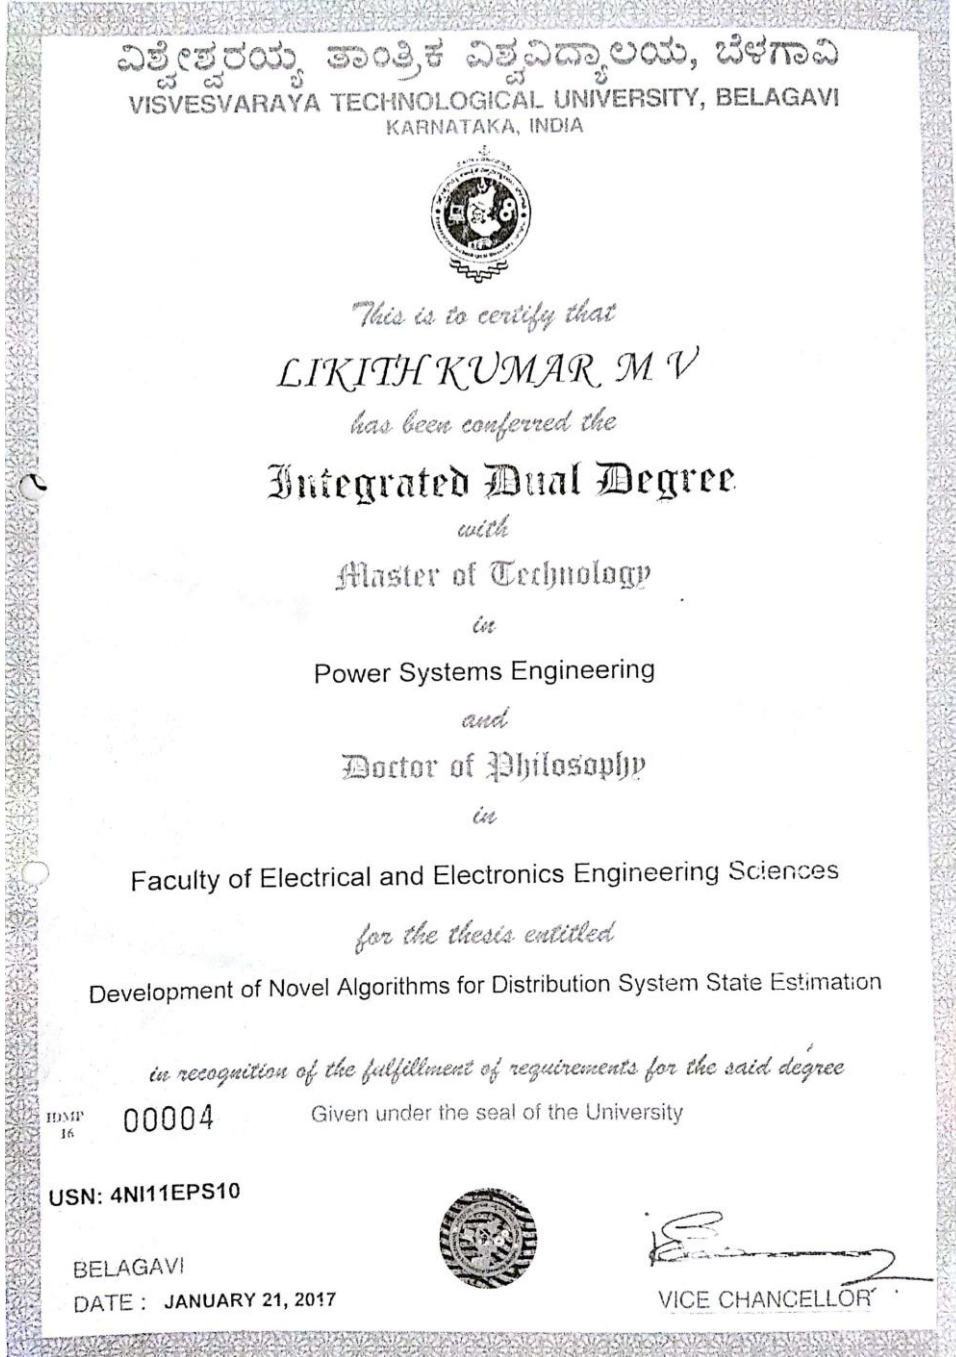 ವಿಶ್ವೇಶ್ವರಯ್ಯ ತಾಂತ್ರಿಕ ವಿಶ್ವವಿದ್ಯಾಲಯ, ಬೆಳಗಾವಿ
VISVESVARAYA TECHNOLOGICAL UNIVERSITY, BELAGAVI
KARNATAKA, INDIA
This is to certify that
LIKITH KUMAR M V
has been conferred the
Integrated Dual Degree
with
Master of Technology
in
Power Systems Engineering
and
Doctor of Philosophy
in
Faculty of Electrical and Electronics Engineering Sciences
for the thesis entitled
Development of Novel Algorithms for Distribution System State Estimation
in recognition of the fulfillment of requirements for the said degree
IDMP
16
00004 Given under the seal of the University
USN: 4NI11EPS10
BELAGAVI
DATE : JANUARY 21, 2017
VICE CHANCELLOR